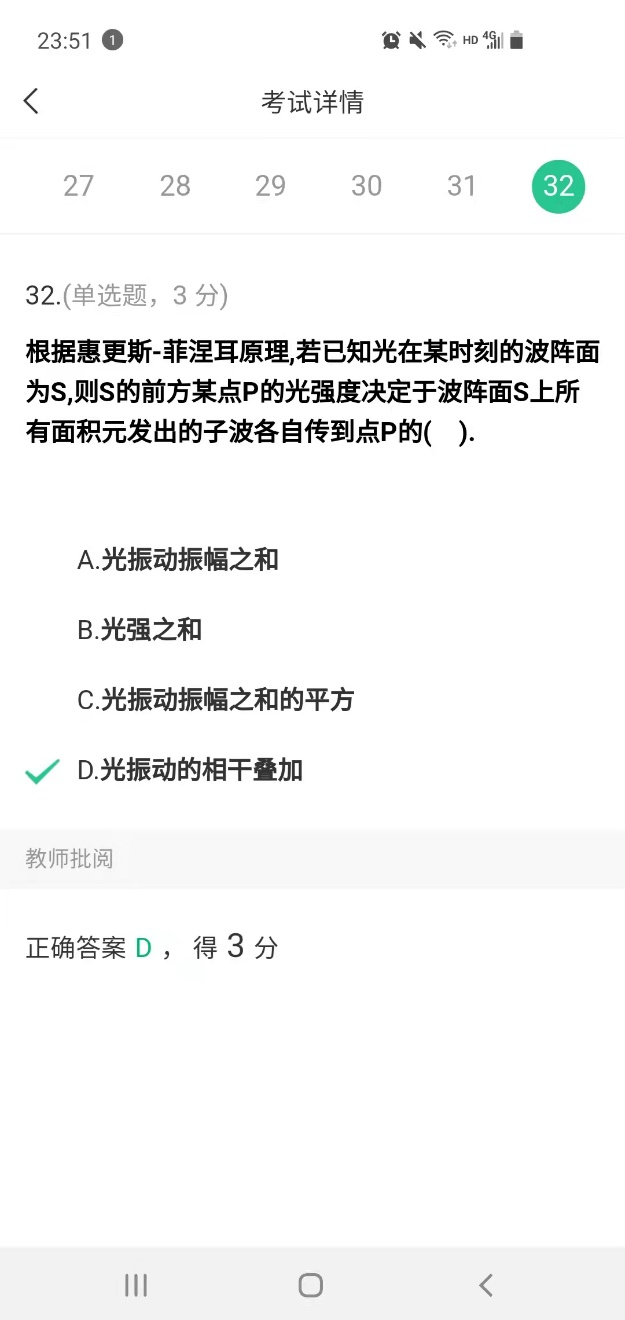 23:51 1 HD 4G
考试详情
27 28 29 30 31 32
32.(单选题，3 分)
根据惠更斯-菲涅耳原理,若已知光在某时刻的波阵面
为S,则S的前方某点P的光强度决定于波阵面S上所
有面积元发出的子波各自传到点P的(    ).
A.光振动振幅之和
B.光强之和
C.光振动振幅之和的平方
D.光振动的相干叠加
教师批阅
正确答案 D ， 得 3 分